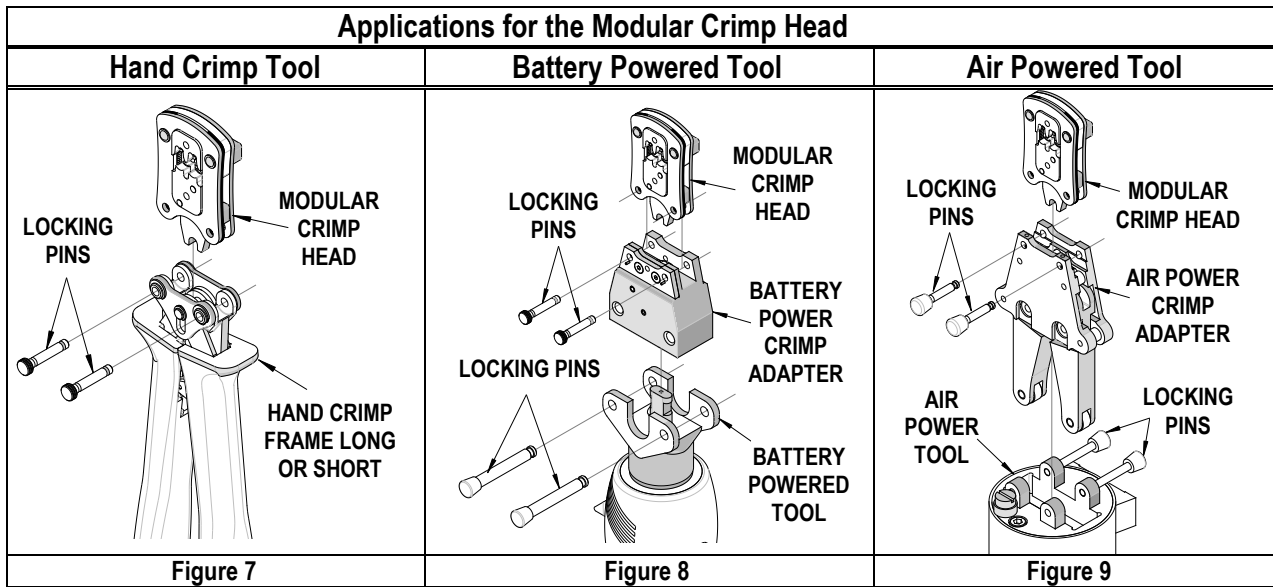 Applications for the Modular Crimp Head
Hand Crimp Tool
Battery Powered Tool
Air Powered Tool
LOCKING
PINS
MODULAR
CRIMP
HEAD
HAND CRIMP
FRAME LONG
OR SHORT
MODULAR
CRIMP
HEAD
LOCKING
PINS
BATTERY
POWER
CRIMP
ADAPTER
LOCKING PINS
BATTERY
POWERED
TOOL
LOCKING
PINS
MODULAR
CRIMP HEAD
AIR POWER
CRIMP
ADAPTER
AIR
POWER
TOOL
LOCKING
PINS
Figure 7
Figure 8
Figure 9